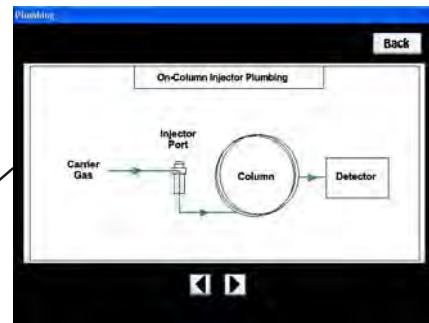 Plumbing
Back
On-Column Injector Plumbing
Injector
Port
Carrier
Gas
Column
Detector